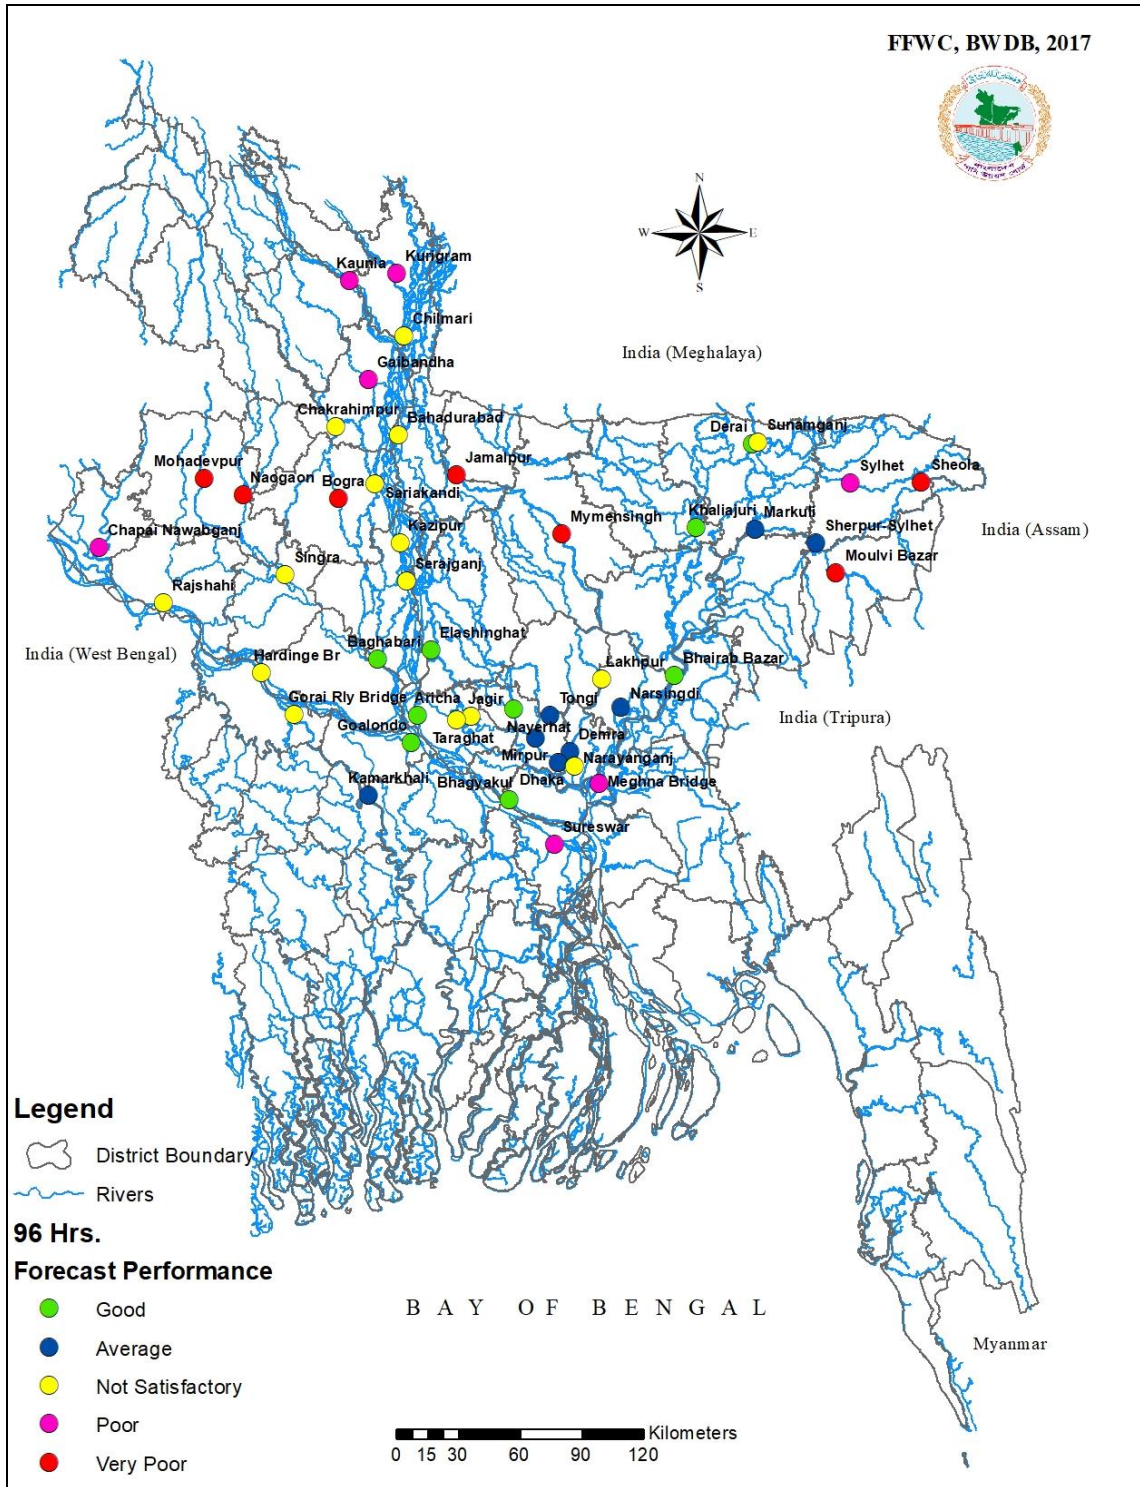 FFWC, BWDB, 2017
N
W
E
S
Kaunia
Kurigram
Chilmari
India (Meghalaya)
Gaibandha
Chakrahimpur
Bahadurabad
Derai
Sunamganj
Mohadevpur
Naogaon
Bogra
Jamalpur
Sylhet
Sheola
Sariakandi
Chapai Nawabganj
Kazipur
Mymensingh
Khaliajuri
Markuli
Sherpur-Sylhet
India (Assam)
Singra
Serajganj
Moulvi Bazar
Rajshahi
India (West Bengal)
Hardinge Br
Baghabari
Elashinghat
Lakhpur
Bhairab Bazar
Gorai Rly Bridge
Aricha
Jagir
Tongi
Narsingdi
India (Tripura)
Goalondo
Taraghat
Nayerhat
Demra
Mirpur
Narayanganj
Kamarkhali
Bhagyakul
Dhaka
Meghna Bridge
Sureswar
Legend
District Boundary
Rivers
96 Hrs.
Forecast Performance
Good
Average
Not Satisfactory
Poor
Very Poor
BAY OF BENGAL
Myanmar
Kilometers
0 15 30 60 90 120